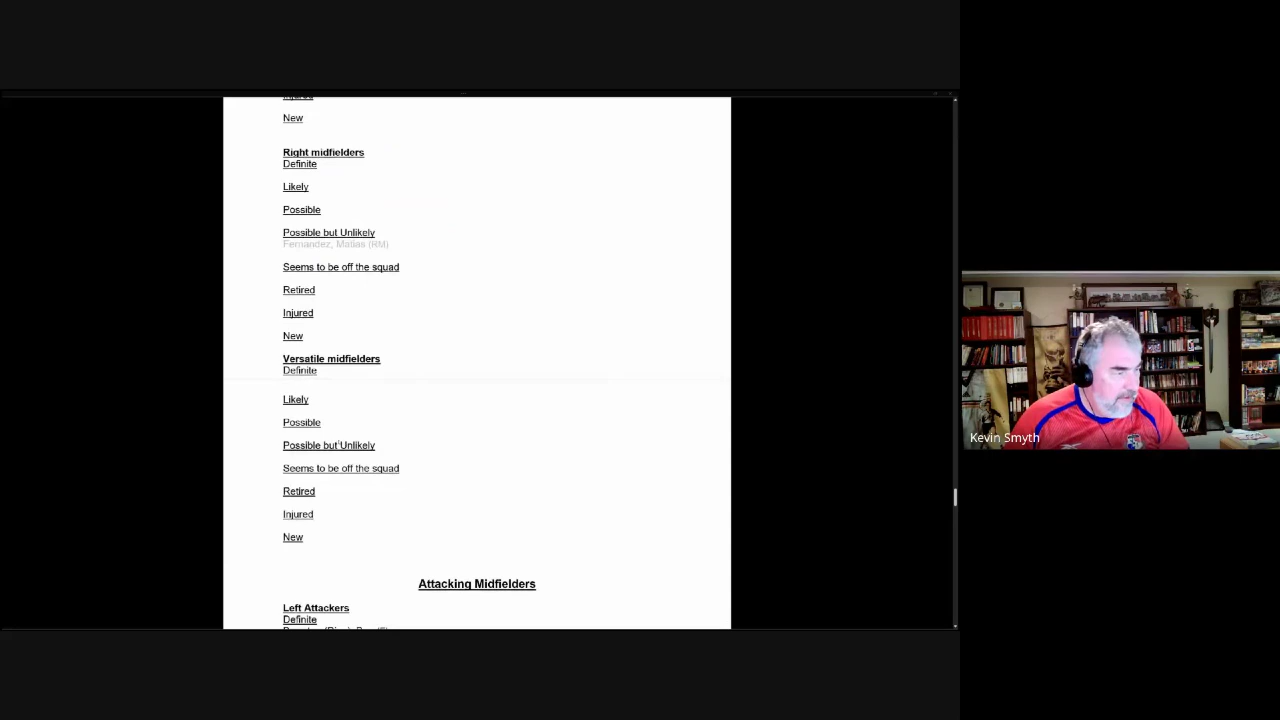 New
Right midfielders
Definite
Likely
Possible
Possible but Unlikely
Fernandez, Matias (RM)
Seems to be off the squad
Retired
Injured
New
Versatile midfielders
Definite
Likely
Possible
Possible but Unlikely
Seems to be off the squad
Retired
Injured
New
Attacking Midfielders
Left Attackers
Definite
Kevin Smyth